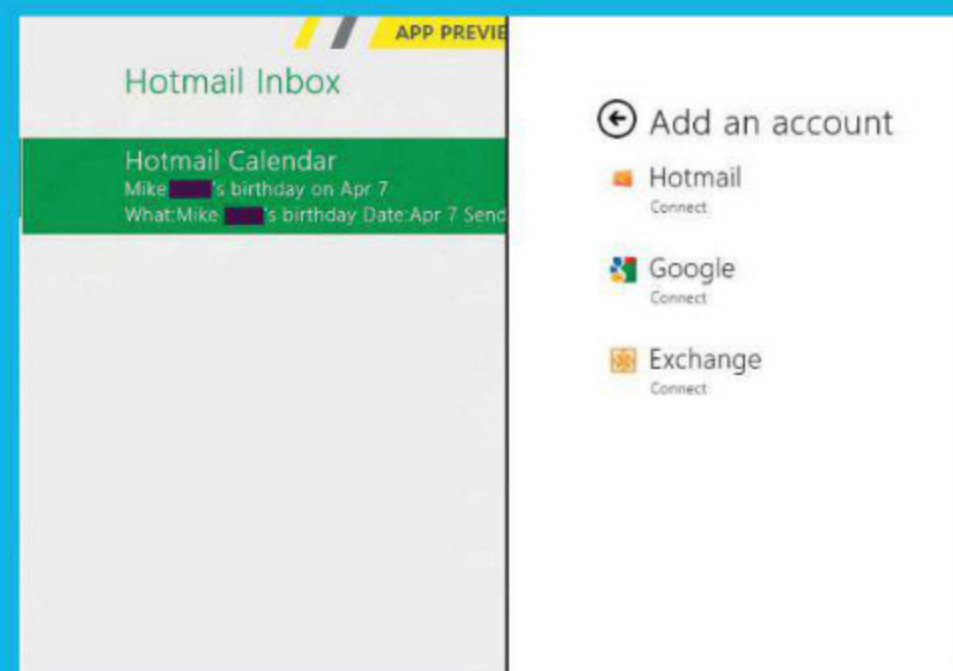 APP PREVIE
Hotmail Inbox
Hotmail Calendar
Mike 's birthday on Apr 7
What:Mike 's birthday Date:Apr 7 Send
Add an account
Hotmail
Connect
Google
Connect
Exchange
Connect